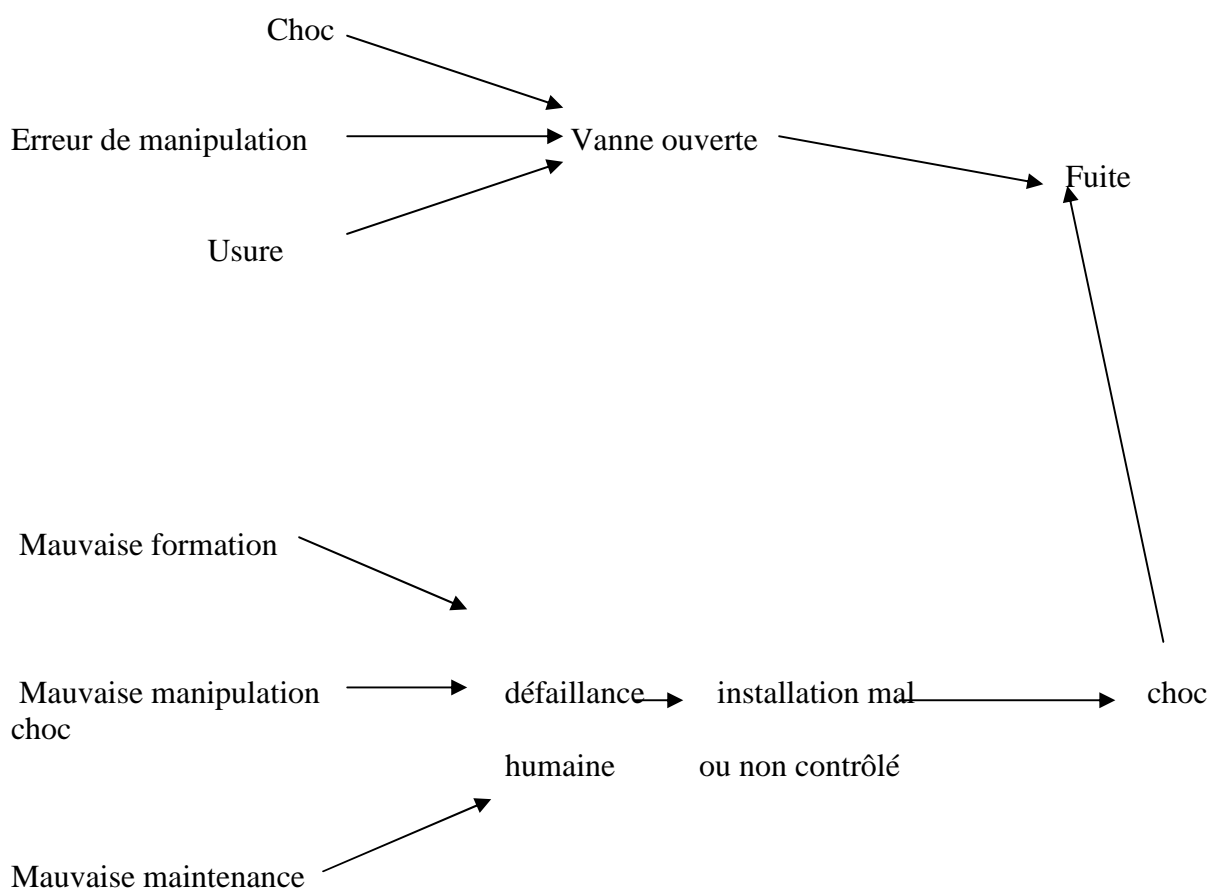 Choc
Erreur de manipulation Vanne ouverte
Fuite
Usure
Mauvaise formation
Mauvaise manipulation défaillance installation mal choc
choc
humaine ou non contrôlé
Mauvaise maintenance